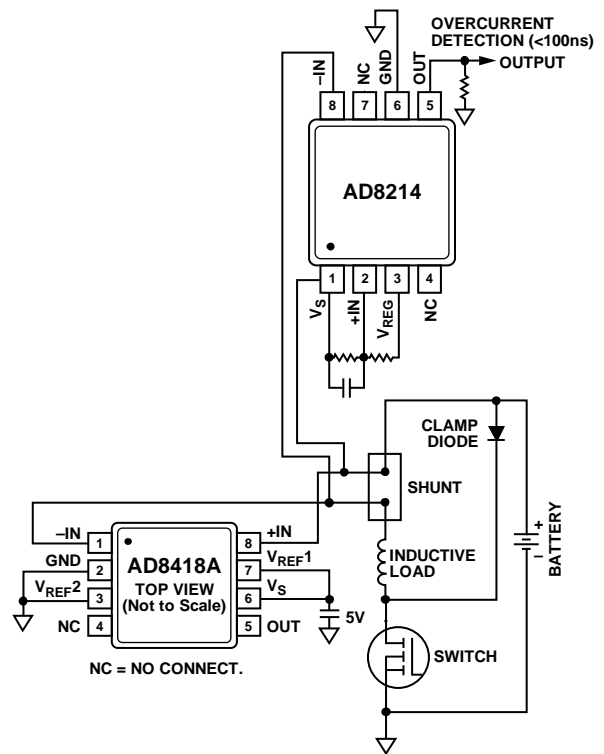 OVERCURRENT
DETECTION (<100ns)
OUTPUT
–IN
NC
GND
OUT
8
7
6
5
AD8214
1
2
3
4
VS
+IN
VREG
NC
CLAMP
DIODE
SHUNT
BATTERY
+
–
INDUCTIVE
LOAD
SWITCH
–IN
1
8
+IN
GND
2
AD8418A
7
VREF1
VREF2
3
TOP VIEW
(Not to Scale)
6
VS
NC
4
5
OUT
5V
NC = NO CONNECT.